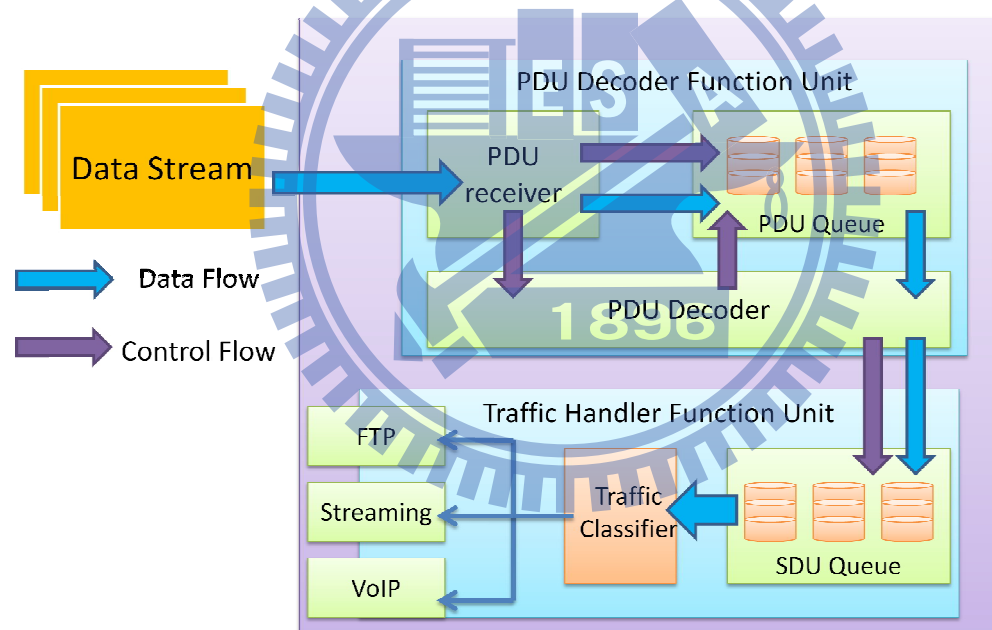 PDU Decoder Function Unit
Data Stream
PDU
receiver
PDU Queue
Data Flow
PDU Decoder
Control Flow
1896
ESA
Traffic Handler Function Unit
FTP
Streaming
VoIP
Traffic
Classifier
SDU Queue